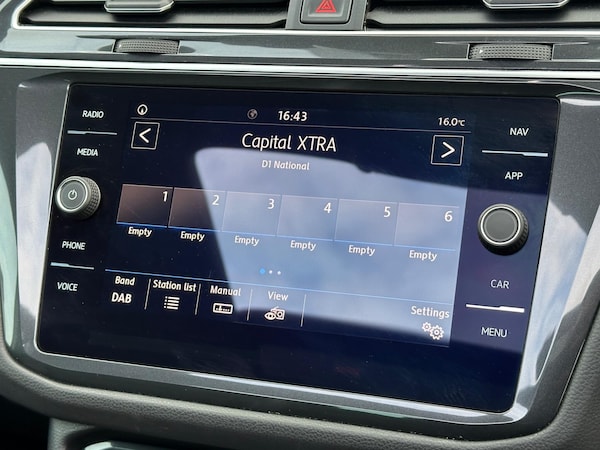 RADIO
MEDIA
PHONE
VOICE
16:43
16.0°C
Capital XTRA
D1 National
1 2 3 4 5 6
Empty Empty Empty Empty Empty Empty
Band Station list Manual View Settings
DAB
NAV
APP
CAR
MENU